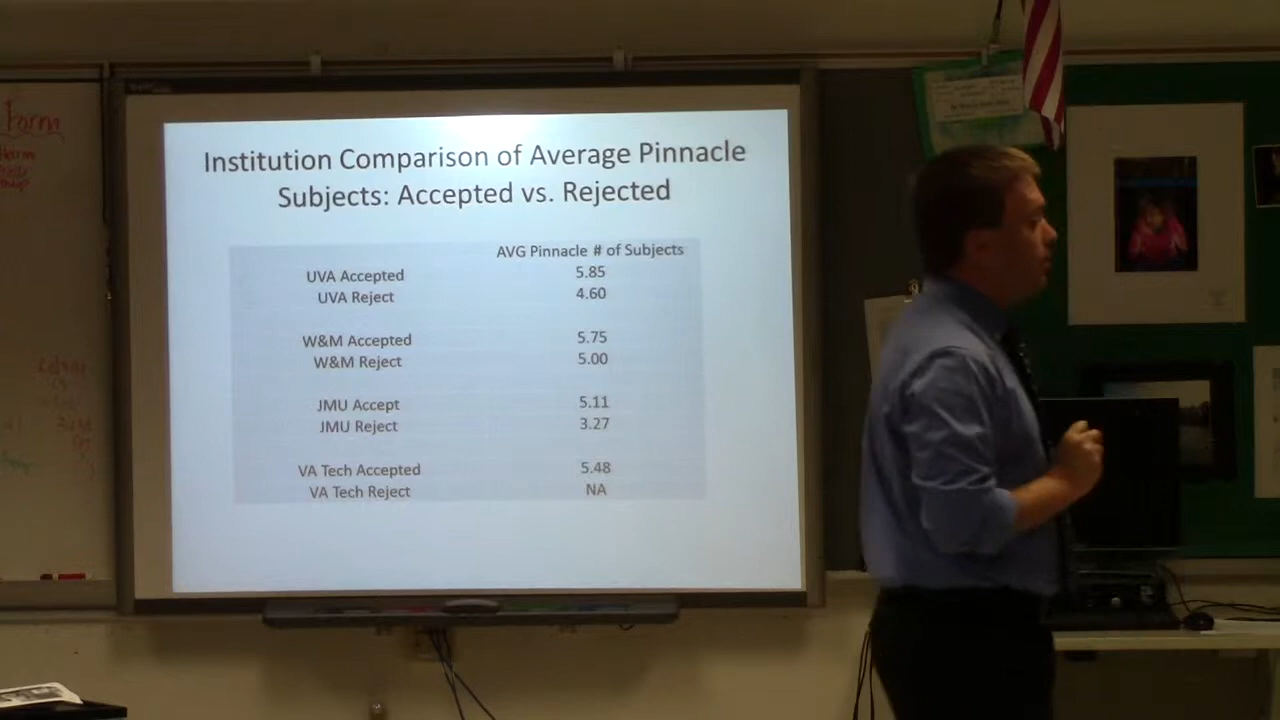 Form
Institution Comparison of Average Pinnacle
Subjects: Accepted vs. Rejected
AVG Pinnacle # of Subjects
UVA Accepted 5.85
UVA Reject 4.60
W&M Accepted 5.75
W&M Reject 5.00
JMU Accept 5.11
JMU Reject 3.27
VA Tech Accepted 5.48
VA Tech Reject NA